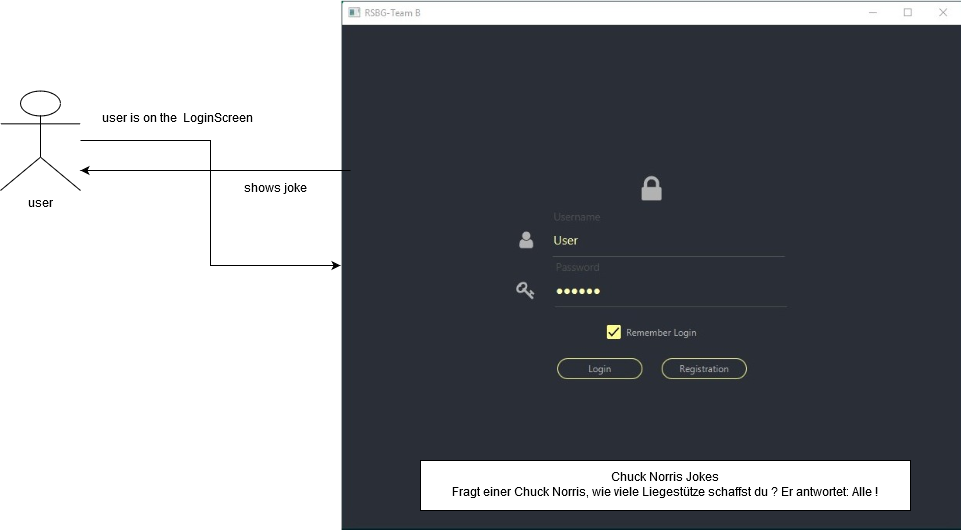 RSBG-Team B
user is on the LoginScreen
shows joke
user
Username
User
Password
Remember Login
Login
Registration
Chuck Norris Jokes
Fragt einer Chuck Norris, wie viele Liegestütze schaffst du ? Er antwortet: Alle !